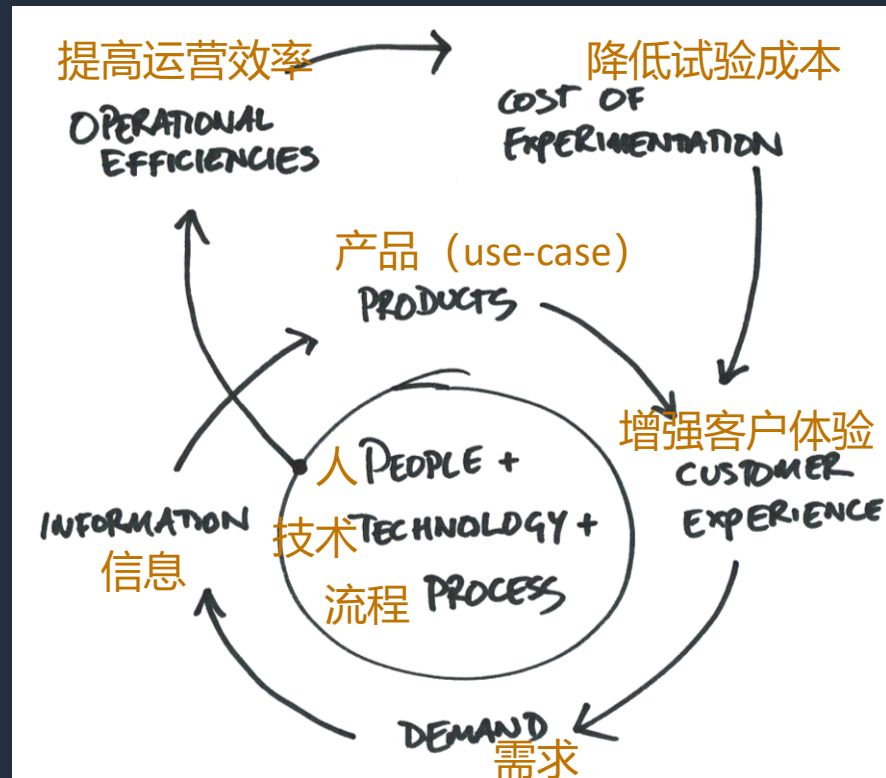 提高运营效率
OPERATIONAL
EFFICIENCIES
降低试验成本
COST OF
EXPERIMENTATION
产品（use-case）
PRODUCTS
增强客户体验
CUSTOMER
EXPERIENCE
人 PEOPLE +
技术 TECHNOLOGY +
流程 PROCESS
INFORMATION
信息
DEMAND
需求